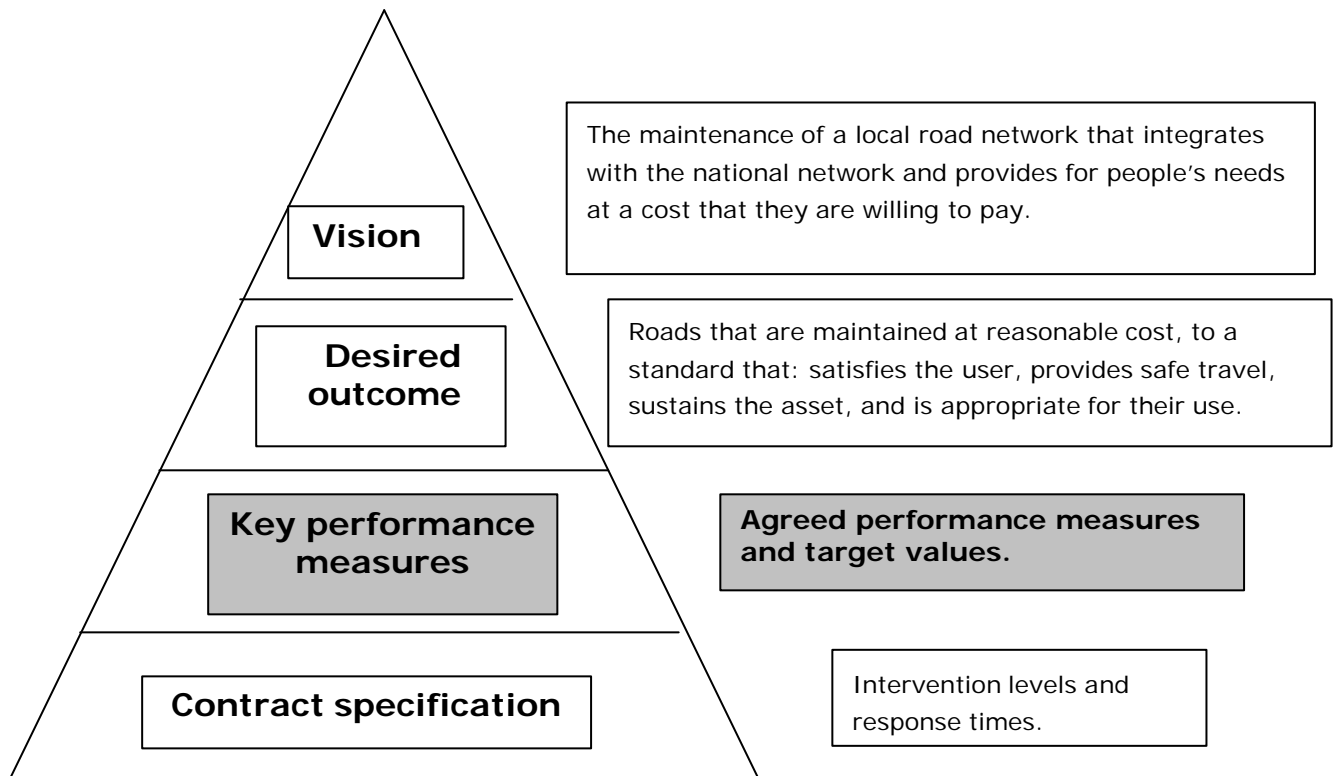 Vision
The maintenance of a local road network that integrates
with the national network and provides for people's needs
at a cost that they are willing to pay.
Desired
outcome
Roads that are maintained at reasonable cost, to a
standard that: satisfies the user, provides safe travel,
sustains the asset, and is appropriate for their use.
Key performance
measures
Agreed performance measures
and target values.
Contract specification
Intervention levels and
response times.